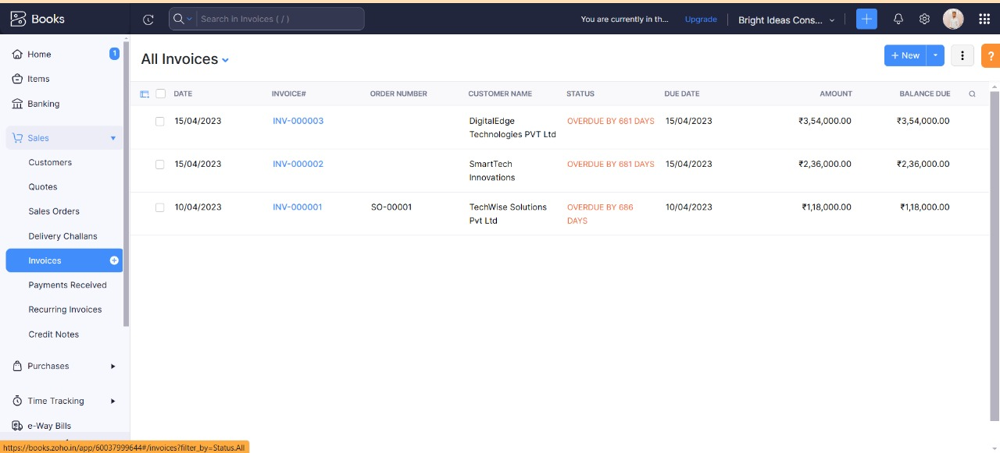 Books
Search in Invoices ( / )
You are currently in th...
Upgrade
Bright Ideas Cons...
Home
1
Items
Banking
Sales
Customers
Quotes
Sales Orders
Delivery Challans
Invoices
Payments Received
Recurring Invoices
Credit Notes
Purchases
Time Tracking
e-Way Bills
All Invoices
+ New
?
DATE INVOICE# ORDER NUMBER CUSTOMER NAME STATUS DUE DATE AMOUNT BALANCE DUE
15/04/2023 INV-000003 DigitalEdge OVERDUE BY 681 DAYS 15/04/2023 ₹3,54,000.00 ₹3,54,000.00
Technologies PVT Ltd
15/04/2023 INV-000002 SmartTech OVERDUE BY 681 DAYS 15/04/2023 ₹2,36,000.00 ₹2,36,000.00
Innovations
10/04/2023 INV-000001 SO-00001 TechWise Solutions OVERDUE BY 686 10/04/2023 ₹1,18,000.00 ₹1,18,000.00
Pvt Ltd DAYS
https://books.zoho.in/app/60037999644#/invoices?filter_by=Status.All